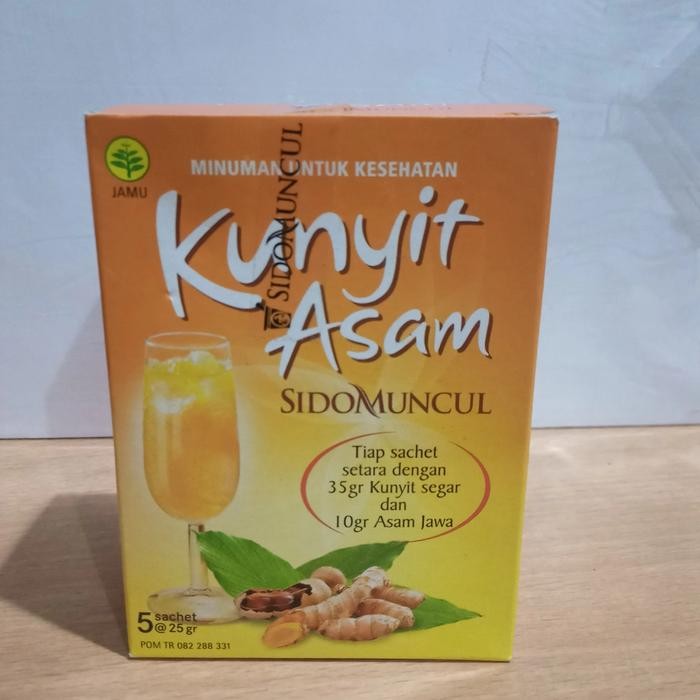 JAMU
MINUMAN UNTUK KESEHATAN
Kunyit
Asam
SIDOMUNCUL
SIDOMUNCUL
Tiap sachet
setara dengan
35gr Kunyit segar
dan
10gr Asam Jawa
5 sachet
@ 25 gr
POM TR 082 288 331